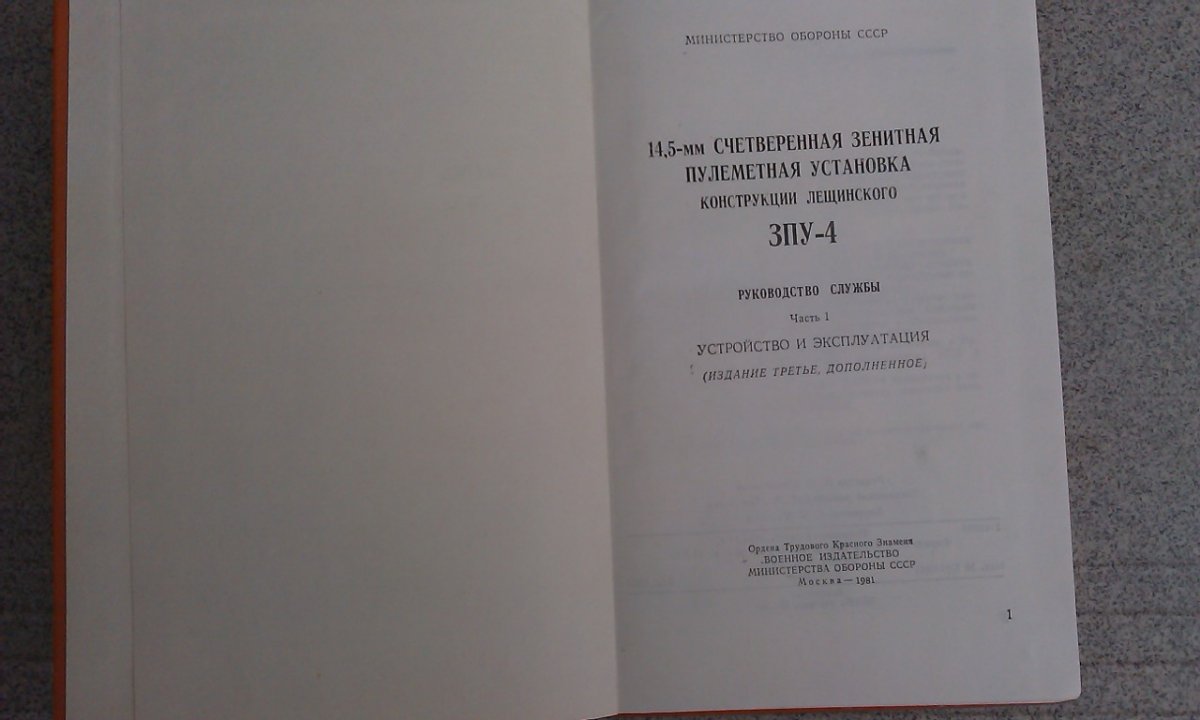 МИНИСТЕРСТВО ОБОРОНЫ СССР
14,5-мм СЧЕТВЕРЕННАЯ ЗЕНИТНАЯ
ПУЛЕМЕТНАЯ УСТАНОВКА
КОНСТРУКЦИИ ЛЕЩИНСКОГО
ЗПУ-4
РУКОВОДСТВО СЛУЖБЫ
Часть 1
УСТРОЙСТВО И ЭКСПЛУАТАЦИЯ
(ИЗДАНИЕ ТРЕТЬЕ, ДОПОЛНЕННОЕ)
Ордена Трудового Красного Знамени
ВОЕННОЕ ИЗДАТЕЛЬСТВО
МИНИСТЕРСТВА ОБОРОНЫ СССР
Москва — 1981
1